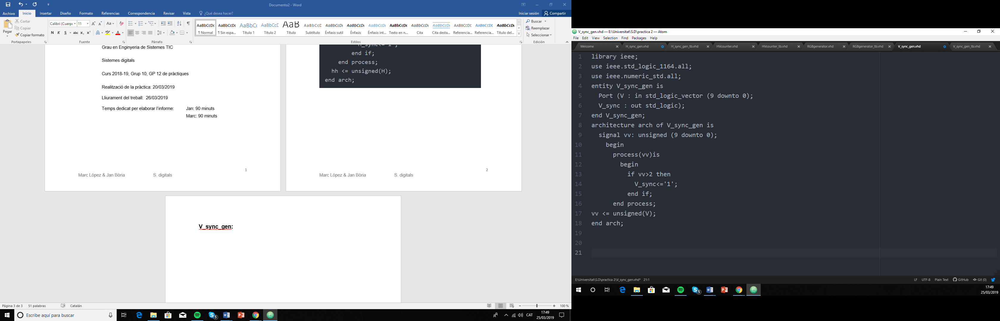 Documento2 - Word
Archivo Inicio Insertar Diseño Formato Referencias Correspondencia Revisar Vista ¿Qué desea hacer? Iniciar sesión Compartir
Pegar
Cortar
Copiar
Copiar formato
Portapapeles
Calibri (Cuerpo 11
N K S abc x₂ x²
Fuente
Párrafo
AaBbCcDc AaBbCcDc AaBbCc AaBbCcE AaB AaBbCcD AaBbCcDc AaBbCcDc AaBbCcDc AaBbCcDc AaBbCcDc AaBbCcDc AaBbCcDc AaBbCcDc AaBbCcDc
¶ Normal ¶ Sin espa... Título 1 Título 2 Título Subtítulo Énfasis sutil Énfasis Énfasis int... Texto en n... Cita Cita desta... Referencia... Referencia... Título del...
Estilos
Buscar
Reemplazar
Seleccionar
Edición
Grau en Enginyeria de Sistemes TIC
Sistemes digitals
Curs 2018-19, Grup 10, GP 12 de pràctiques
Realització de la pràctica: 20/03/2019
Lliurament del treball: 26/03/2019
Temps dedicat per elaborar l'informe: Jan: 90 minuts
Marc: 90 minuts
1
Marc López & Jan Bòria S. digitals
H_sync<='1';
end if;
end process;
hh <= unsigned(H);
end arch;
2
Marc López & Jan Bòria S. digitals
V_sync_gen:
Página 3 de 3 51 palabras Catalán 100 %
Escribe aquí para buscar
5
CAT
17:49
25/03/2019
V_sync_gen.vhd — E:\Universitat\S.D\practica 2 — Atom
File Edit View Selection Find Packages Help
Welcome H_sync_gen.vhd H_sync_gen_tb.vhd HVcounter.vhd HVcounter_tb.vhd RGBgenerator.vhd RGBgenerator_tb.vhd V_sync_gen.vhd V_sync_gen_tb.vhd
1 library ieee;
2 use ieee.std_logic_1164.all;
3 use ieee.numeric_std.all;
4 entity V_sync_gen is
5 Port (V : in std_logic_vector (9 downto 0);
6 V_sync : out std_logic);
7 end V_sync_gen;
8 architecture arch of V_sync_gen is
9 signal vv: unsigned (9 downto 0);
10 begin
11 process(vv)is
12 begin
13 if vv>2 then
14 V_sync<='1';
15 end if;
16 end process;
17 vv <= unsigned(V);
18 end arch;
19
20
21
E:\Universitat\S.D\practica 2\V_sync_gen.vhd* 21:1 LF UTF-8 Plain Text GitHub Git (0)
5
17:49
25/03/2019